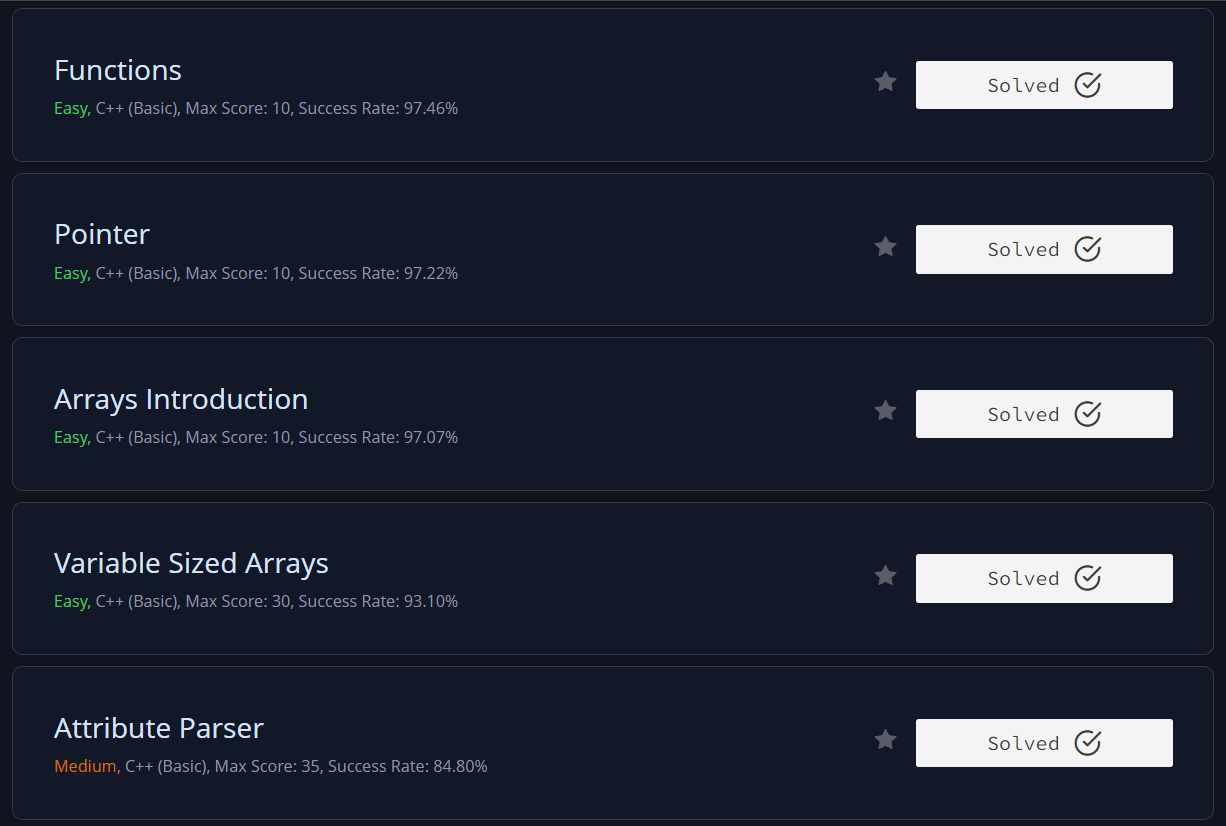 Functions
Easy, C++ (Basic), Max Score: 10, Success Rate: 97.46%
Solved
Pointer
Easy, C++ (Basic), Max Score: 10, Success Rate: 97.22%
Solved
Arrays Introduction
Easy, C++ (Basic), Max Score: 10, Success Rate: 97.07%
Solved
Variable Sized Arrays
Easy, C++ (Basic), Max Score: 30, Success Rate: 93.10%
Solved
Attribute Parser
Medium, C++ (Basic), Max Score: 35, Success Rate: 84.80%
Solved